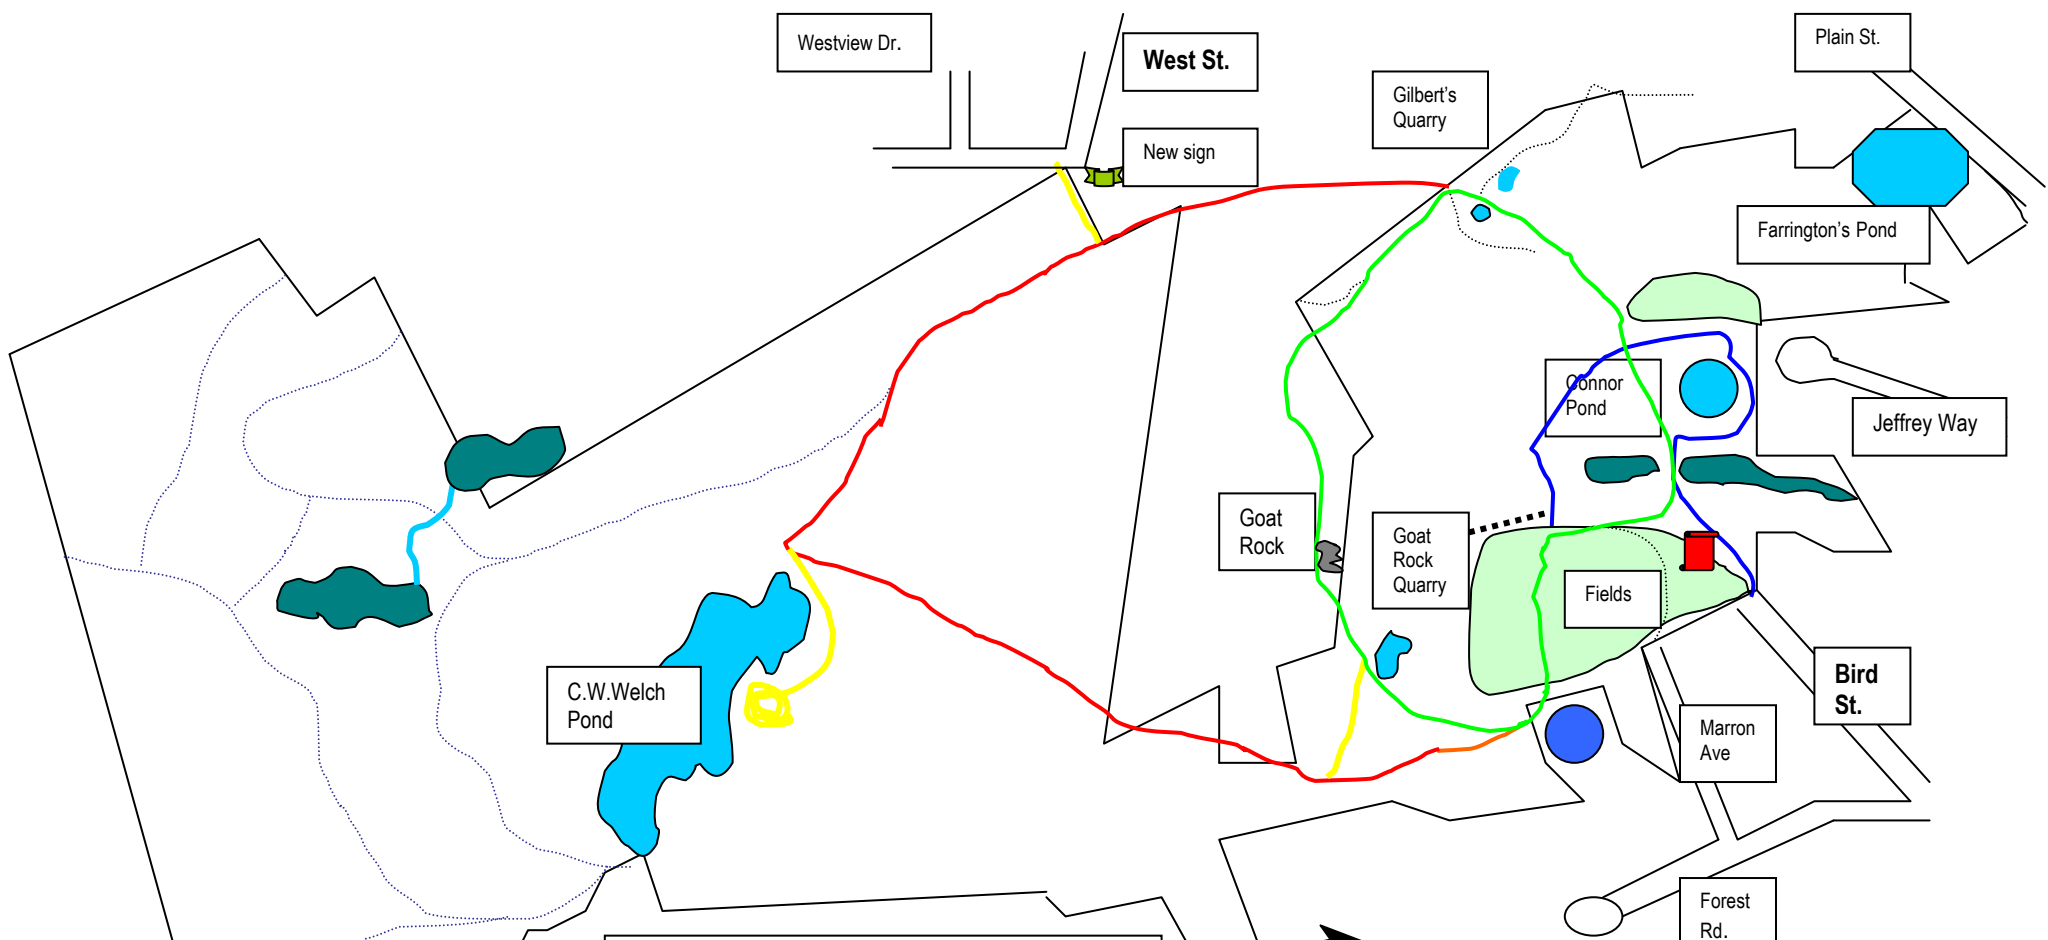 Westview Dr.
West St.
New sign
Gilbert's
Quarry
Plain St.
Farrington's Pond
Connor
Pond
Jeffrey Way
Goat
Rock
Goat
Rock
Quarry
Fields
C.W.Welch
Pond
Bird
St.
Marron
Ave
Forest
Rd.